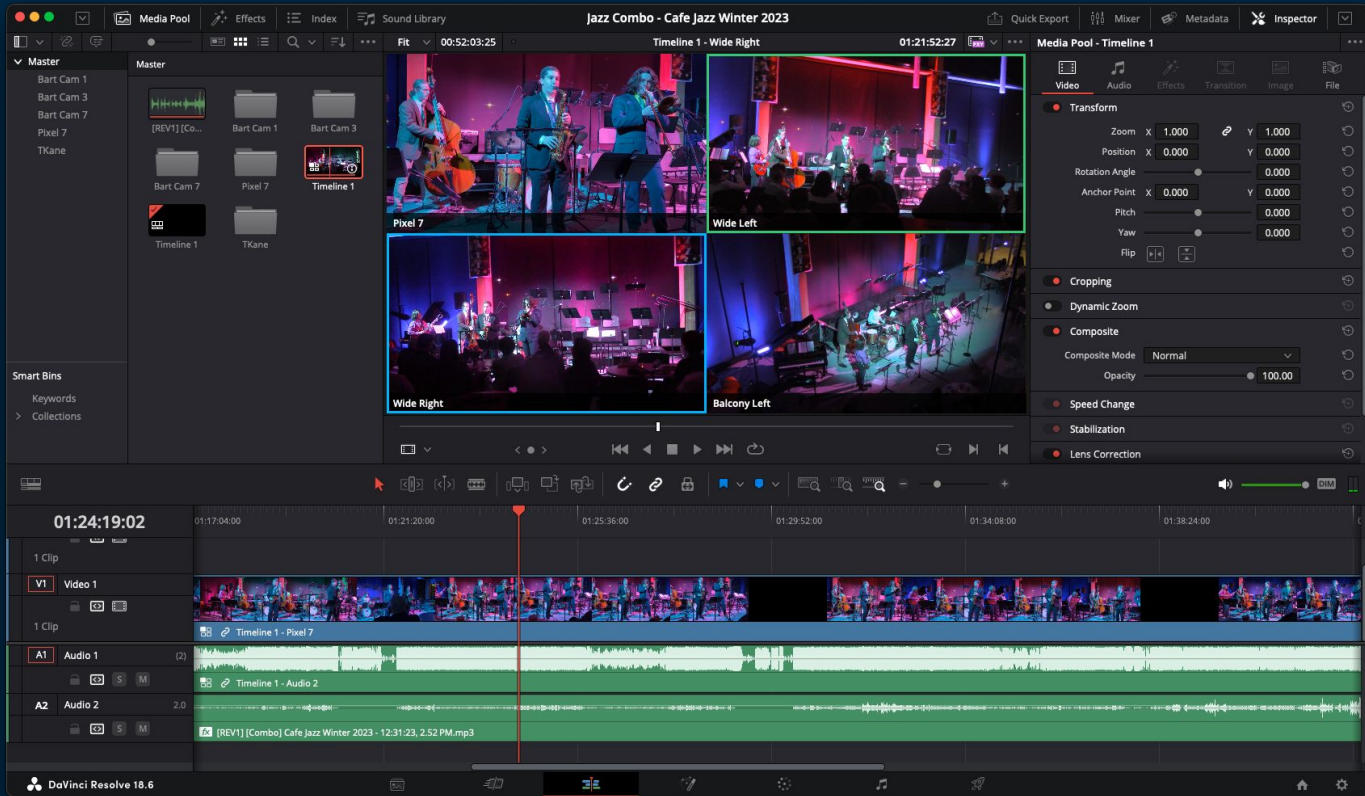 Media Pool
Effects
Index
Sound Library
Jazz Combo - Cafe Jazz Winter 2023
Quick Export
Mixer
Metadata
Inspector
Fit
00:52:03:25
Timeline 1 - Wide Right
01:21:52:27
Media Pool - Timeline 1
Master
Bart Cam 1
Bart Cam 3
Bart Cam 7
Pixel 7
TKane
Smart Bins
Keywords
Collections
Master
[REV1] [Co...
Bart Cam 1
Bart Cam 3
Bart Cam 7
Pixel 7
Timeline 1
Timeline 1
TKane
Pixel 7
Wide Left
Wide Right
Balcony Left
Video
Audio
Effects
Transition
Image
File
Transform
Zoom X 1.000 Y 1.000
Position X 0.000 Y 0.000
Rotation Angle 0.000
Anchor Point X 0.000 Y 0.000
Pitch 0.000
Yaw 0.000
Flip
Cropping
Dynamic Zoom
Composite
Composite Mode Normal
Opacity 100.00
Speed Change
Stabilization
Lens Correction
DIM
01:24:19:02
01:17:04:00
01:21:20:00
01:25:36:00
01:29:52:00
01:34:08:00
01:38:24:00
1 Clip
V1 Video 1
1 Clip
Timeline 1 - Pixel 7
A1 Audio 1 (2)
S M
Timeline 1 - Audio 2
A2 Audio 2 2.0
S M
fx [REV1] [Combo] Cafe Jazz Winter 2023 - 12:31:23, 2.52 PM.mp3
DaVinci Resolve 18.6